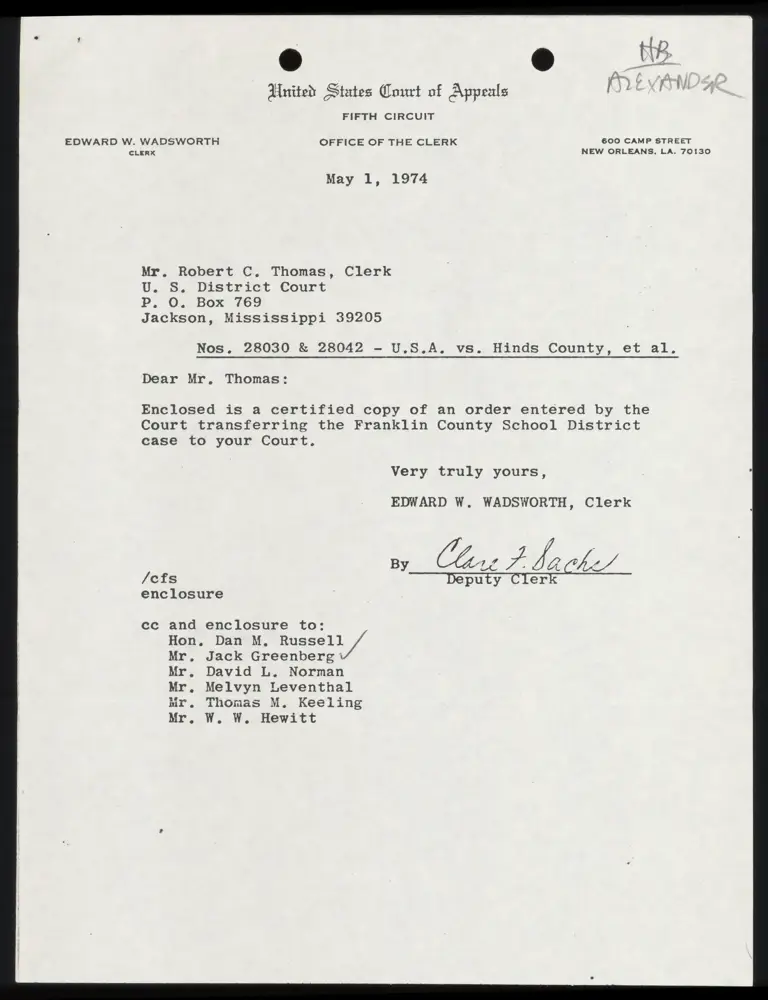 HB
ALEXANDER
United States Court of Appeals
FIFTH CIRCUIT
EDWARD W. WADSWORTH
CLERK
OFFICE OF THE CLERK
600 CAMP STREET
NEW ORLEANS, LA. 70130
May 1, 1974
Mr. Robert C. Thomas, Clerk
U. S. District Court
P. O. Box 769
Jackson, Mississippi 39205
Nos. 28030 & 28042 - U.S.A. vs. Hinds County, et al.
Dear Mr. Thomas:
Enclosed is a certified copy of an order entered by the
Court transferring the Franklin County School District
case to your Court.
Very truly yours,
EDWARD W. WADSWORTH, Clerk
By Clare F. Sachs
Deputy Clerk
/cfs
enclosure
cc and enclosure to:
Hon. Dan M. Russell
Mr. Jack Greenberg
Mr. David L. Norman
Mr. Melvyn Leventhal
Mr. Thomas M. Keeling
Mr. W. W. Hewitt